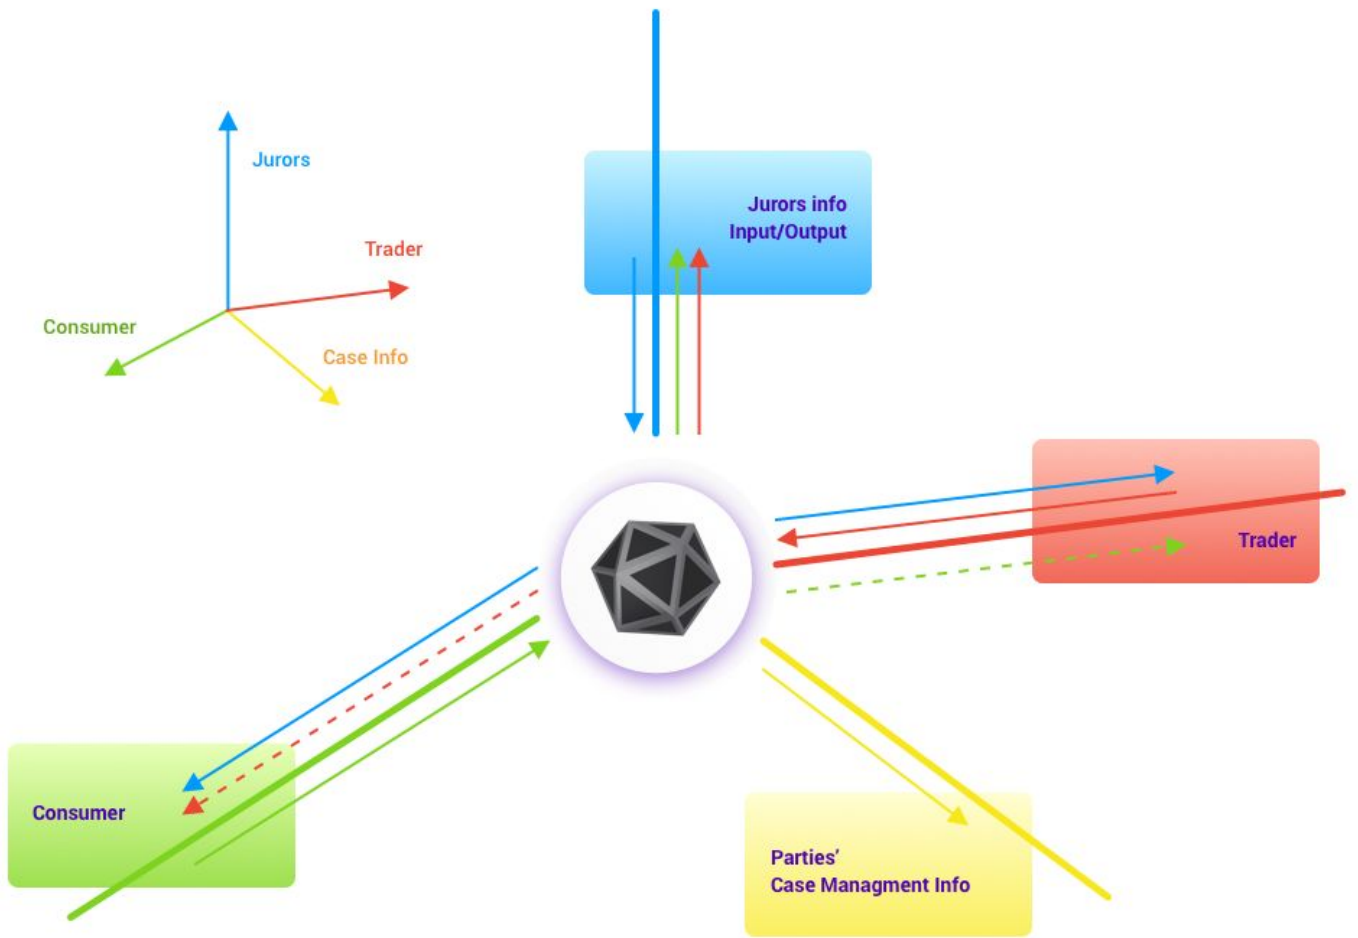 Jurors
Trader
Consumer
Case Info
Jurors info
Input/Output
Trader
Consumer
Parties’
Case Managment Info